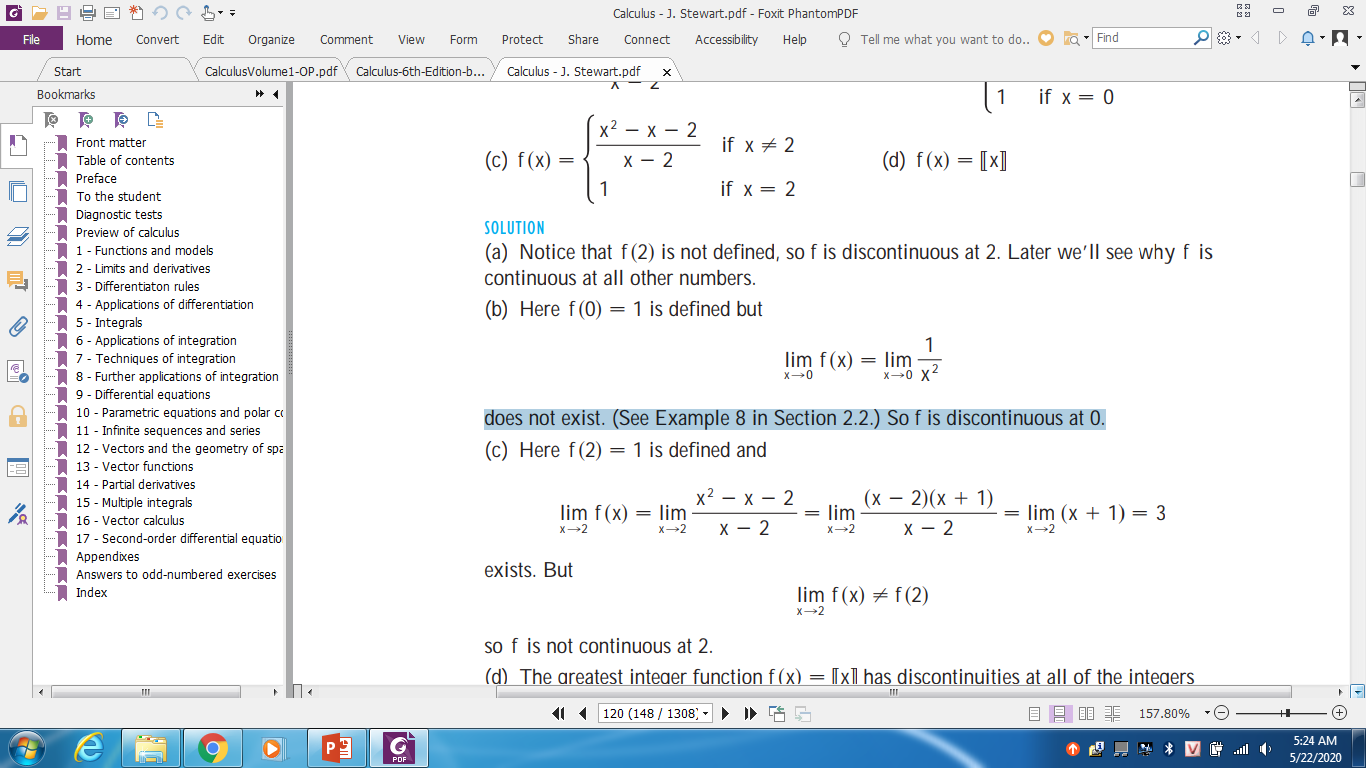 Calculus - J. Stewart.pdf - Foxit PhantomPDF
File Home Convert Edit Organize Comment View Form Protect Share Connect Accessibility Help Tell me what you want to do.. Find
Start CalculusVolume1-OP.pdf Calculus-6th-Edition-b... Calculus - J. Stewart.pdf
Bookmarks
Front matter
Table of contents
Preface
To the student
Diagnostic tests
Preview of calculus
1 - Functions and models
2 - Limits and derivatives
3 - Differentiaton rules
4 - Applications of differentiation
5 - Integrals
6 - Applications of integration
7 - Techniques of integration
8 - Further applications of integration
9 - Differential equations
10 - Parametric equations and polar co
11 - Infinite sequences and series
12 - Vectors and the geometry of spa
13 - Vector functions
14 - Partial derivatives
15 - Multiple integrals
16 - Vector calculus
17 - Second-order differential equatio
Appendixes
Answers to odd-numbered exercises
Index
x − 2
1 if x = 0
(c) f(x) = { (x² − x − 2)/(x − 2) if x ≠ 2
1 if x = 2
(d) f(x) = ⟦x⟧
SOLUTION
(a) Notice that f(2) is not defined, so f is discontinuous at 2. Later we'll see why f is
continuous at all other numbers.
(b) Here f(0) = 1 is defined but
lim x→0 f(x) = lim x→0 1/x²
does not exist. (See Example 8 in Section 2.2.) So f is discontinuous at 0.
(c) Here f(2) = 1 is defined and
lim x→2 f(x) = lim x→2 (x² − x − 2)/(x − 2) = lim x→2 (x − 2)(x + 1)/(x − 2) = lim x→2 (x + 1) = 3
exists. But
lim x→2 f(x) ≠ f(2)
so f is not continuous at 2.
(d) The greatest integer function f(x) = ⟦x⟧ has discontinuities at all of the integers
120 (148 / 1308) 157.80%
PDF
5:24 AM
5/22/2020